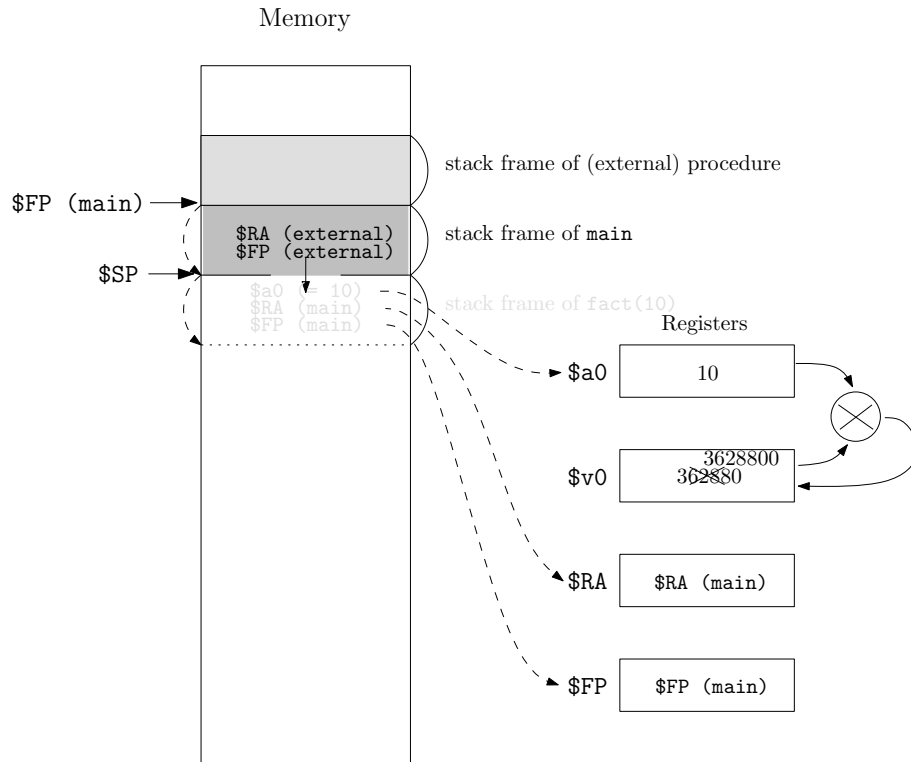 Memory
stack frame of (external) procedure
$FP (main)
$RA (external)
stack frame of main
$FP (external)
$SP
$a0 (= 10)
stack frame of fact(10)
$RA (main)
$FP (main)
Registers
$a0
10
3628800
$v0
362880
$RA
$RA (main)
$FP
$FP (main)